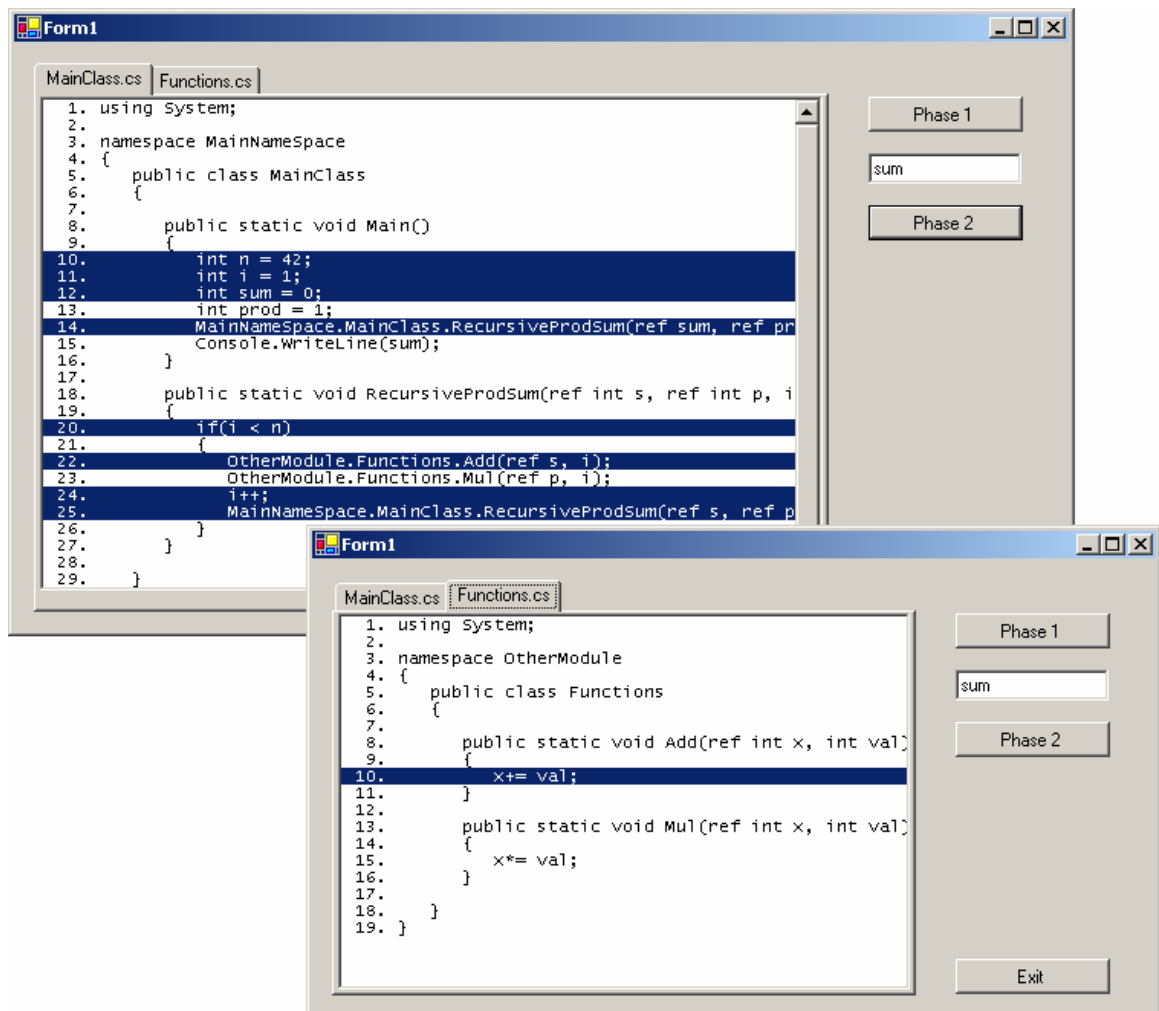 Form1
MainClass.cs Functions.cs
1. using System;
2.
3. namespace MainNameSpace
4. {
5. public class MainClass
6. {
7.
8. public static void Main()
9. {
10. int n = 42;
11. int i = 1;
12. int sum = 0;
13. int prod = 1;
14. MainNameSpace.MainClass.RecursiveProdSum(ref sum, ref pr
15. Console.WriteLine(sum);
16. }
17.
18. public static void RecursiveProdSum(ref int s, ref int p, i
19. {
20. if(i < n)
21. {
22. OtherModule.Functions.Add(ref s, i);
23. OtherModule.Functions.Mul(ref p, i);
24. i++;
25. MainNameSpace.MainClass.RecursiveProdSum(ref s, ref p
26. }
27. }
28.
29. }
Phase 1
sum
Phase 2
Form1
MainClass.cs Functions.cs
1. using System;
2.
3. namespace OtherModule
4. {
5. public class Functions
6. {
7.
8. public static void Add(ref int x, int val)
9. {
10. x+= val;
11. }
12.
13. public static void Mul(ref int x, int val)
14. {
15. x*= val;
16. }
17.
18. }
19. }
Phase 1
sum
Phase 2
Exit